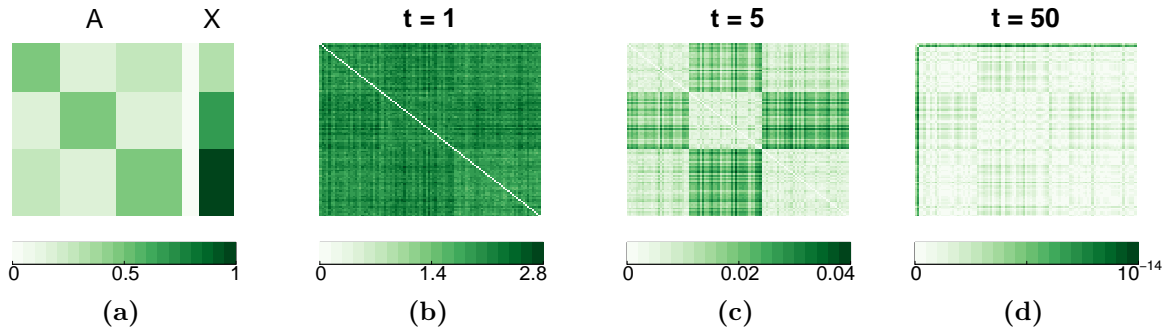 A X t = 1 t = 5 t = 50
0 0.5 1 0 1.4 2.8 0 0.02 0.04 0 10⁻¹⁴
(a) (b) (c) (d)